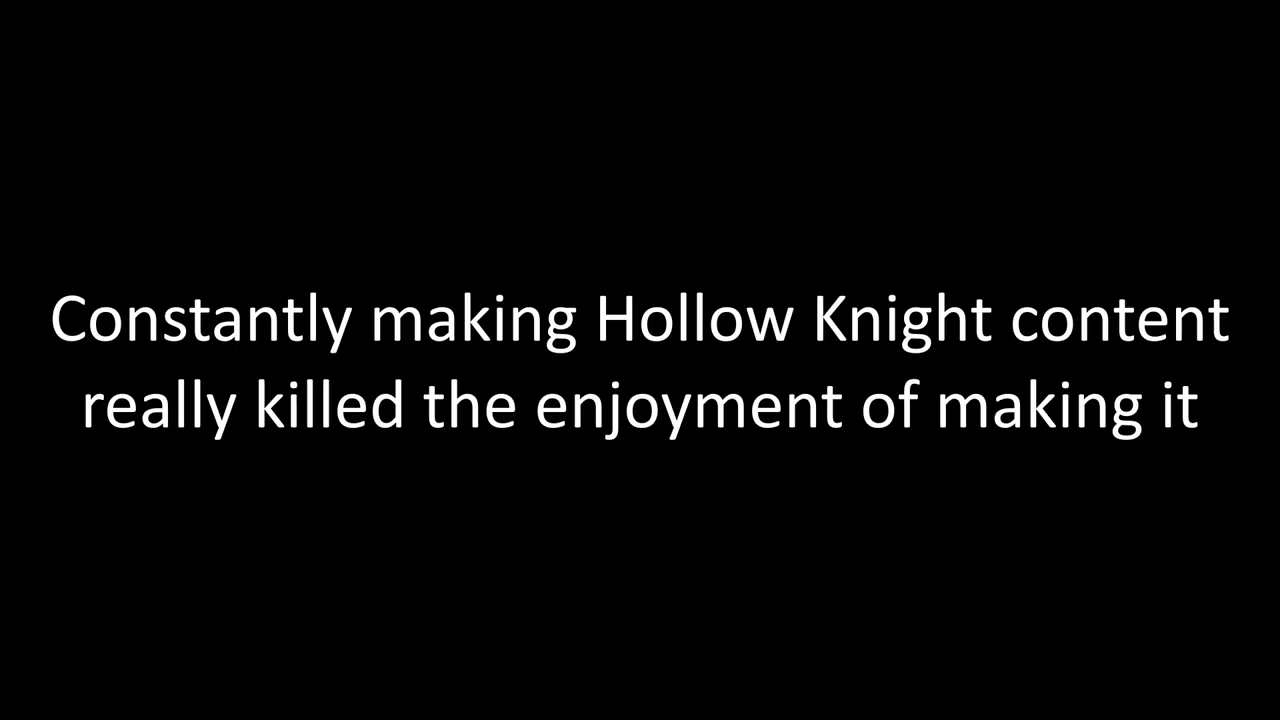 Constantly making Hollow Knight content
really killed the enjoyment of making it